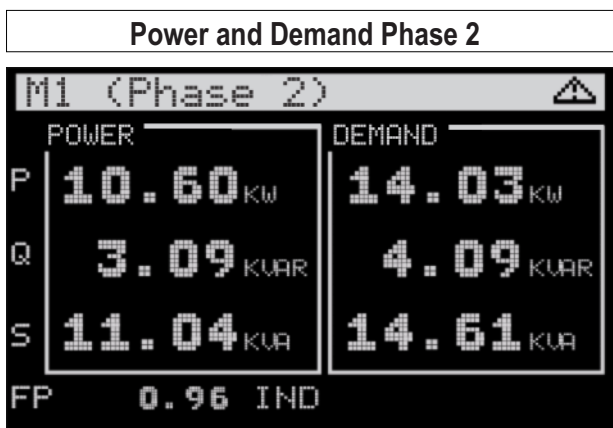 Power and Demand Phase 2
M1 (Phase 2)
POWER DEMAND
P 10.60 KW 14.03 KW
Q 3.09 KVAR 4.09 KVAR
S 11.04 KVA 14.61 KVA
FP 0.96 IND